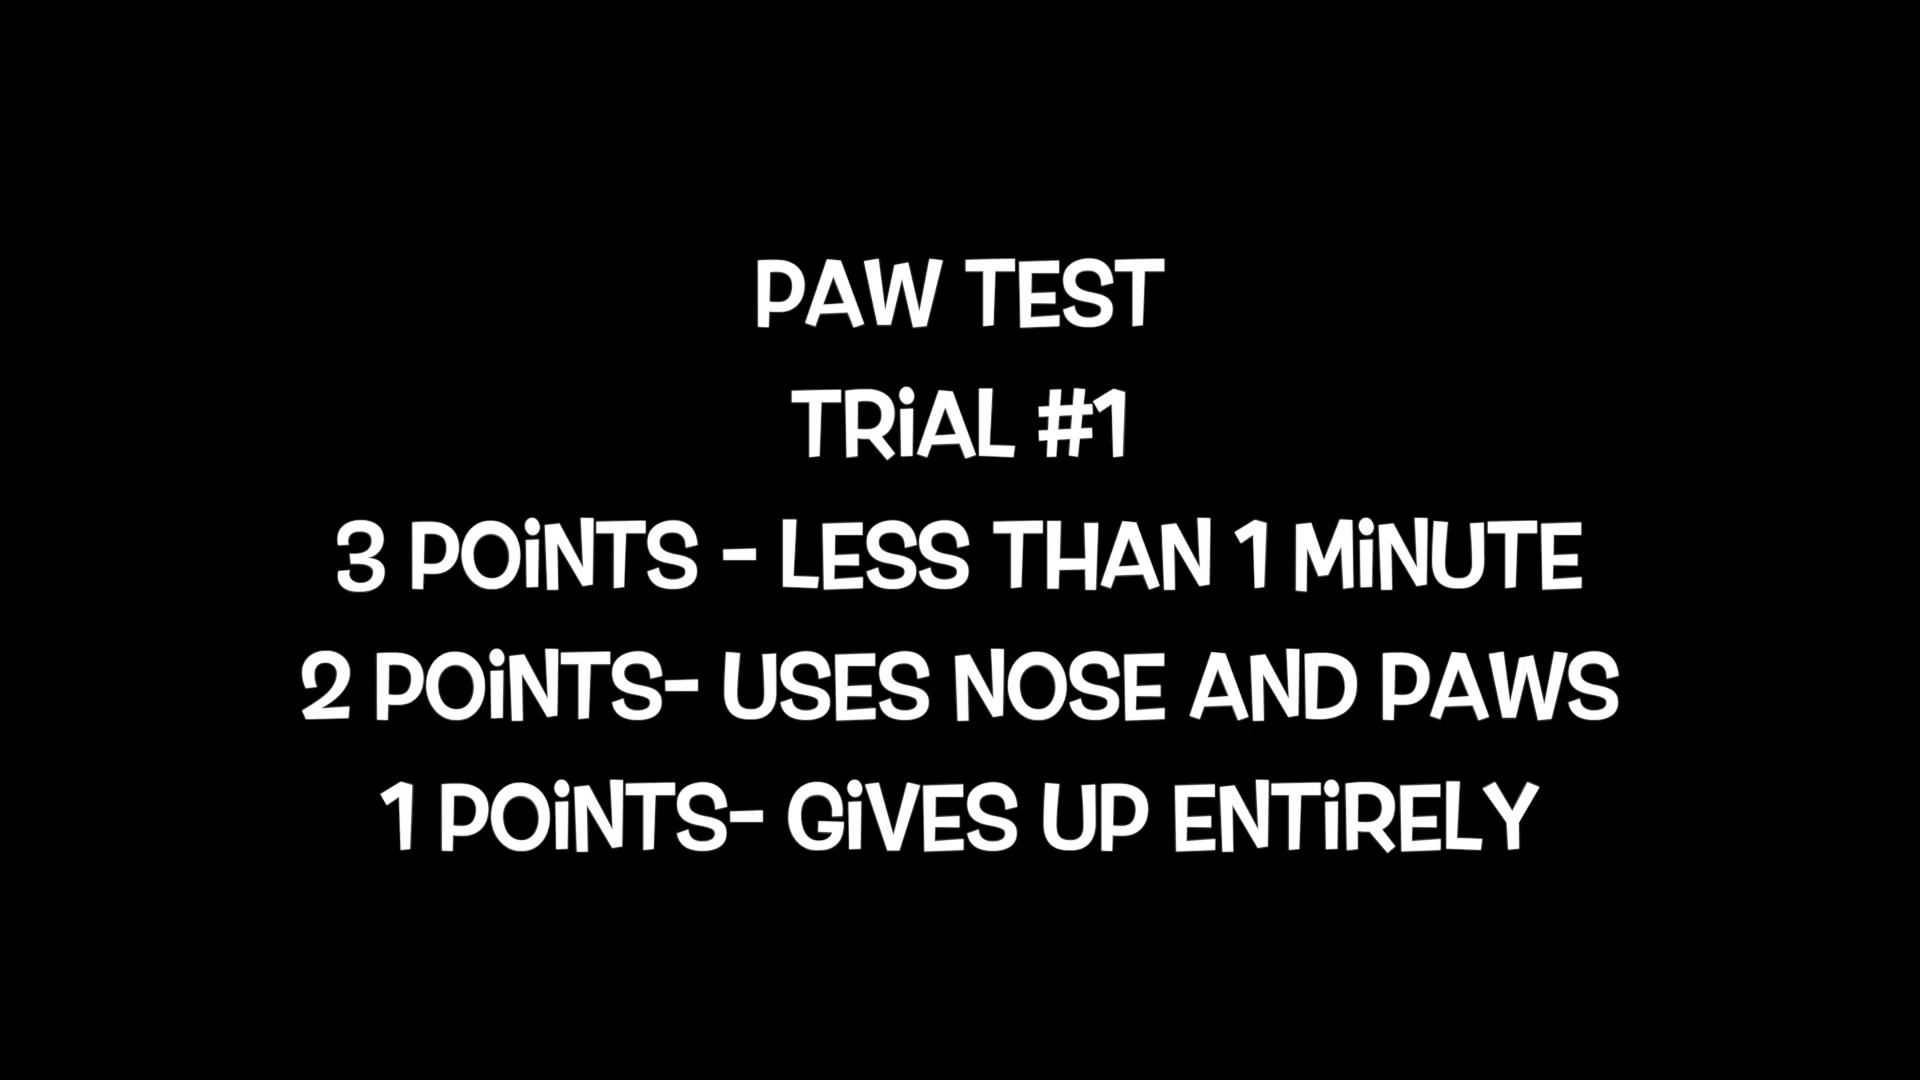 PAW TEST
TRiAL #1
3 POiNTS - LESS THAN 1 MiNUTE
2 POiNTS- USES NOSE AND PAWS
1 POiNTS- GiVES UP ENTiRELY